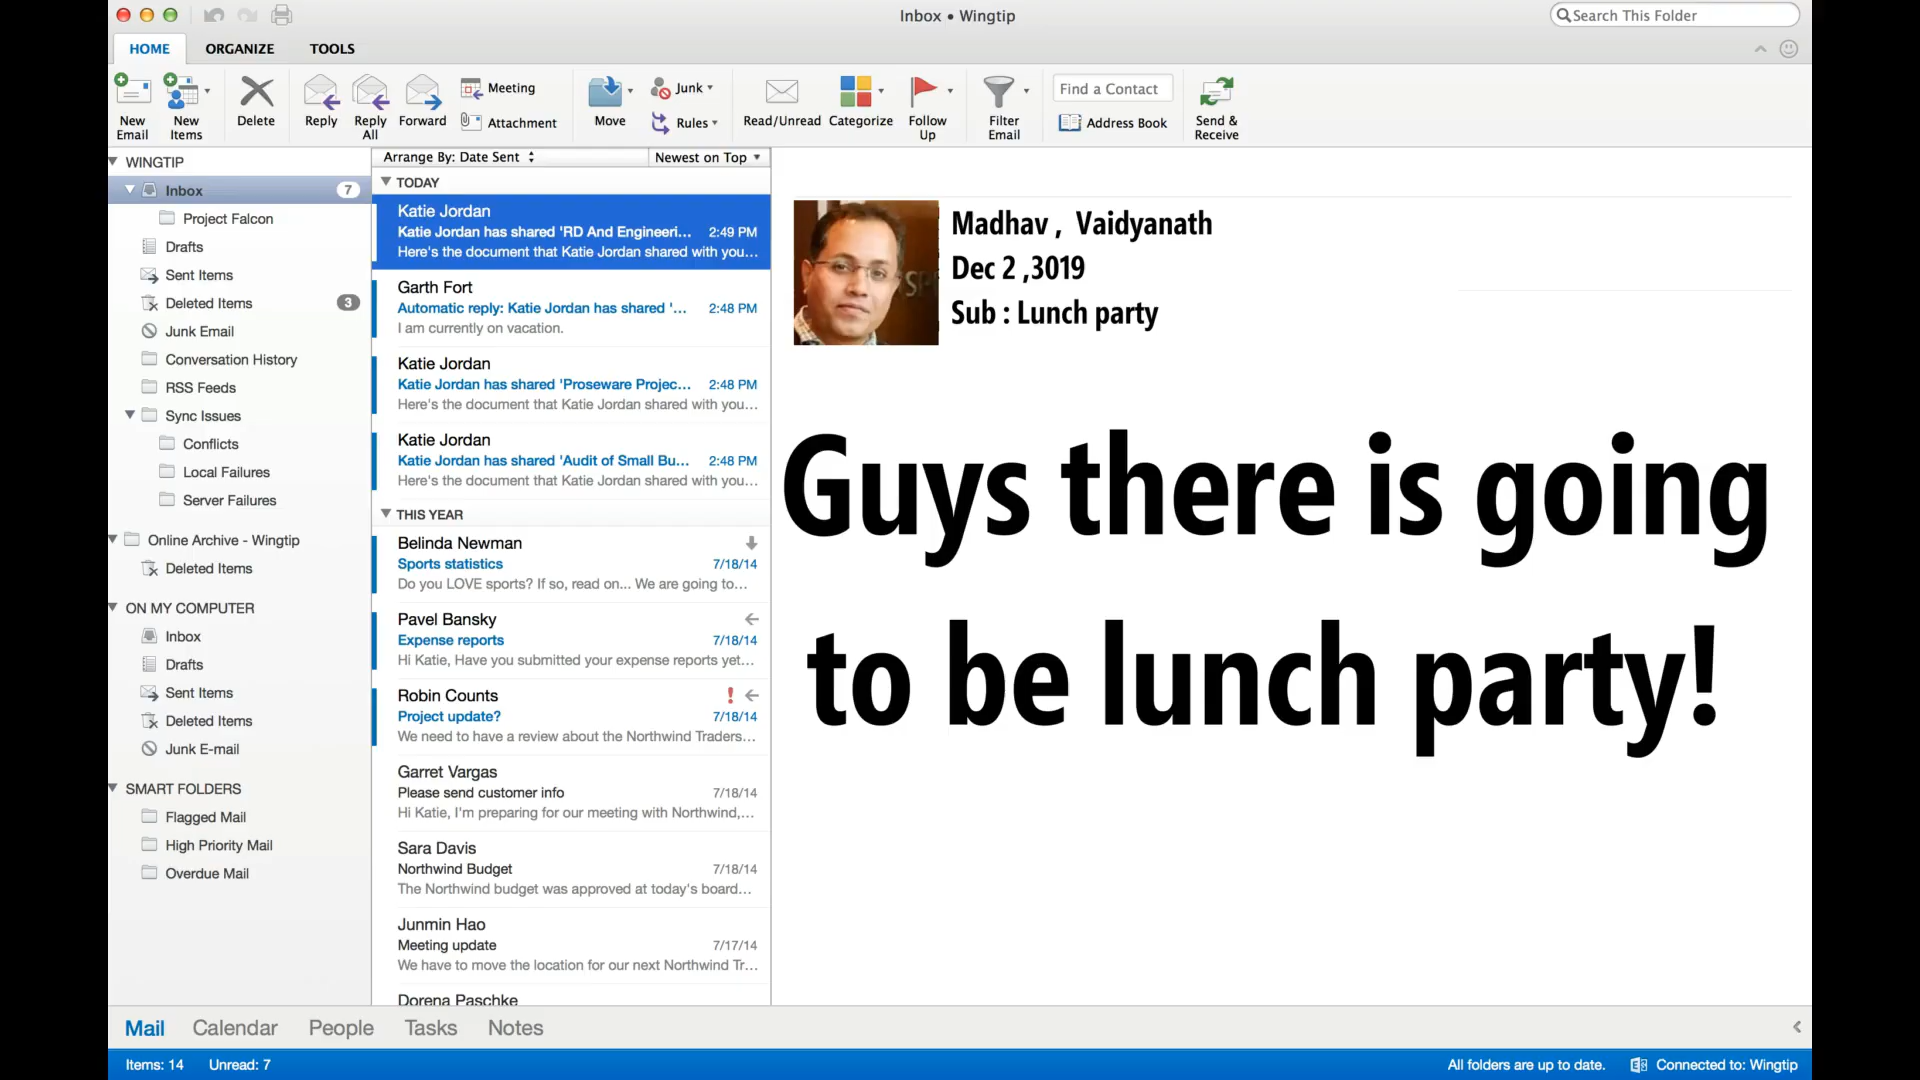 Inbox • Wingtip
Search This Folder
HOME
ORGANIZE
TOOLS
New Email
New Items
Delete
Reply
Reply All
Forward
Meeting
Attachment
Move
Junk
Rules
Read/Unread
Categorize
Follow Up
Filter Email
Find a Contact
Address Book
Send & Receive
WINGTIP
Inbox 7
Project Falcon
Drafts
Sent Items
Deleted Items 3
Junk Email
Conversation History
RSS Feeds
Sync Issues
Conflicts
Local Failures
Server Failures
Online Archive - Wingtip
Deleted Items
ON MY COMPUTER
Inbox
Drafts
Sent Items
Deleted Items
Junk E-mail
SMART FOLDERS
Flagged Mail
High Priority Mail
Overdue Mail
Arrange By: Date Sent
Newest on Top
TODAY
Katie Jordan
Katie Jordan has shared 'RD And Engineeri... 2:49 PM
Here's the document that Katie Jordan shared with you...
Garth Fort
Automatic reply: Katie Jordan has shared '... 2:48 PM
I am currently on vacation.
Katie Jordan
Katie Jordan has shared 'Proseware Projec... 2:48 PM
Here's the document that Katie Jordan shared with you...
Katie Jordan
Katie Jordan has shared 'Audit of Small Bu... 2:48 PM
Here's the document that Katie Jordan shared with you...
THIS YEAR
Belinda Newman
Sports statistics 7/18/14
Do you LOVE sports? If so, read on... We are going to...
Pavel Bansky
Expense reports 7/18/14
Hi Katie, Have you submitted your expense reports yet...
Robin Counts
Project update? 7/18/14
We need to have a review about the Northwind Traders...
Garret Vargas
Please send customer info 7/18/14
Hi Katie, I'm preparing for our meeting with Northwind,...
Sara Davis
Northwind Budget 7/18/14
The Northwind budget was approved at today's board...
Junmin Hao
Meeting update 7/17/14
We have to move the location for our next Northwind Tr...
Dorena Paschke
Madhav , Vaidyanath
Dec 2 ,3019
Sub : Lunch party
Guys there is going
to be lunch party!
Mail
Calendar
People
Tasks
Notes
Items: 14
Unread: 7
All folders are up to date.
Connected to: Wingtip